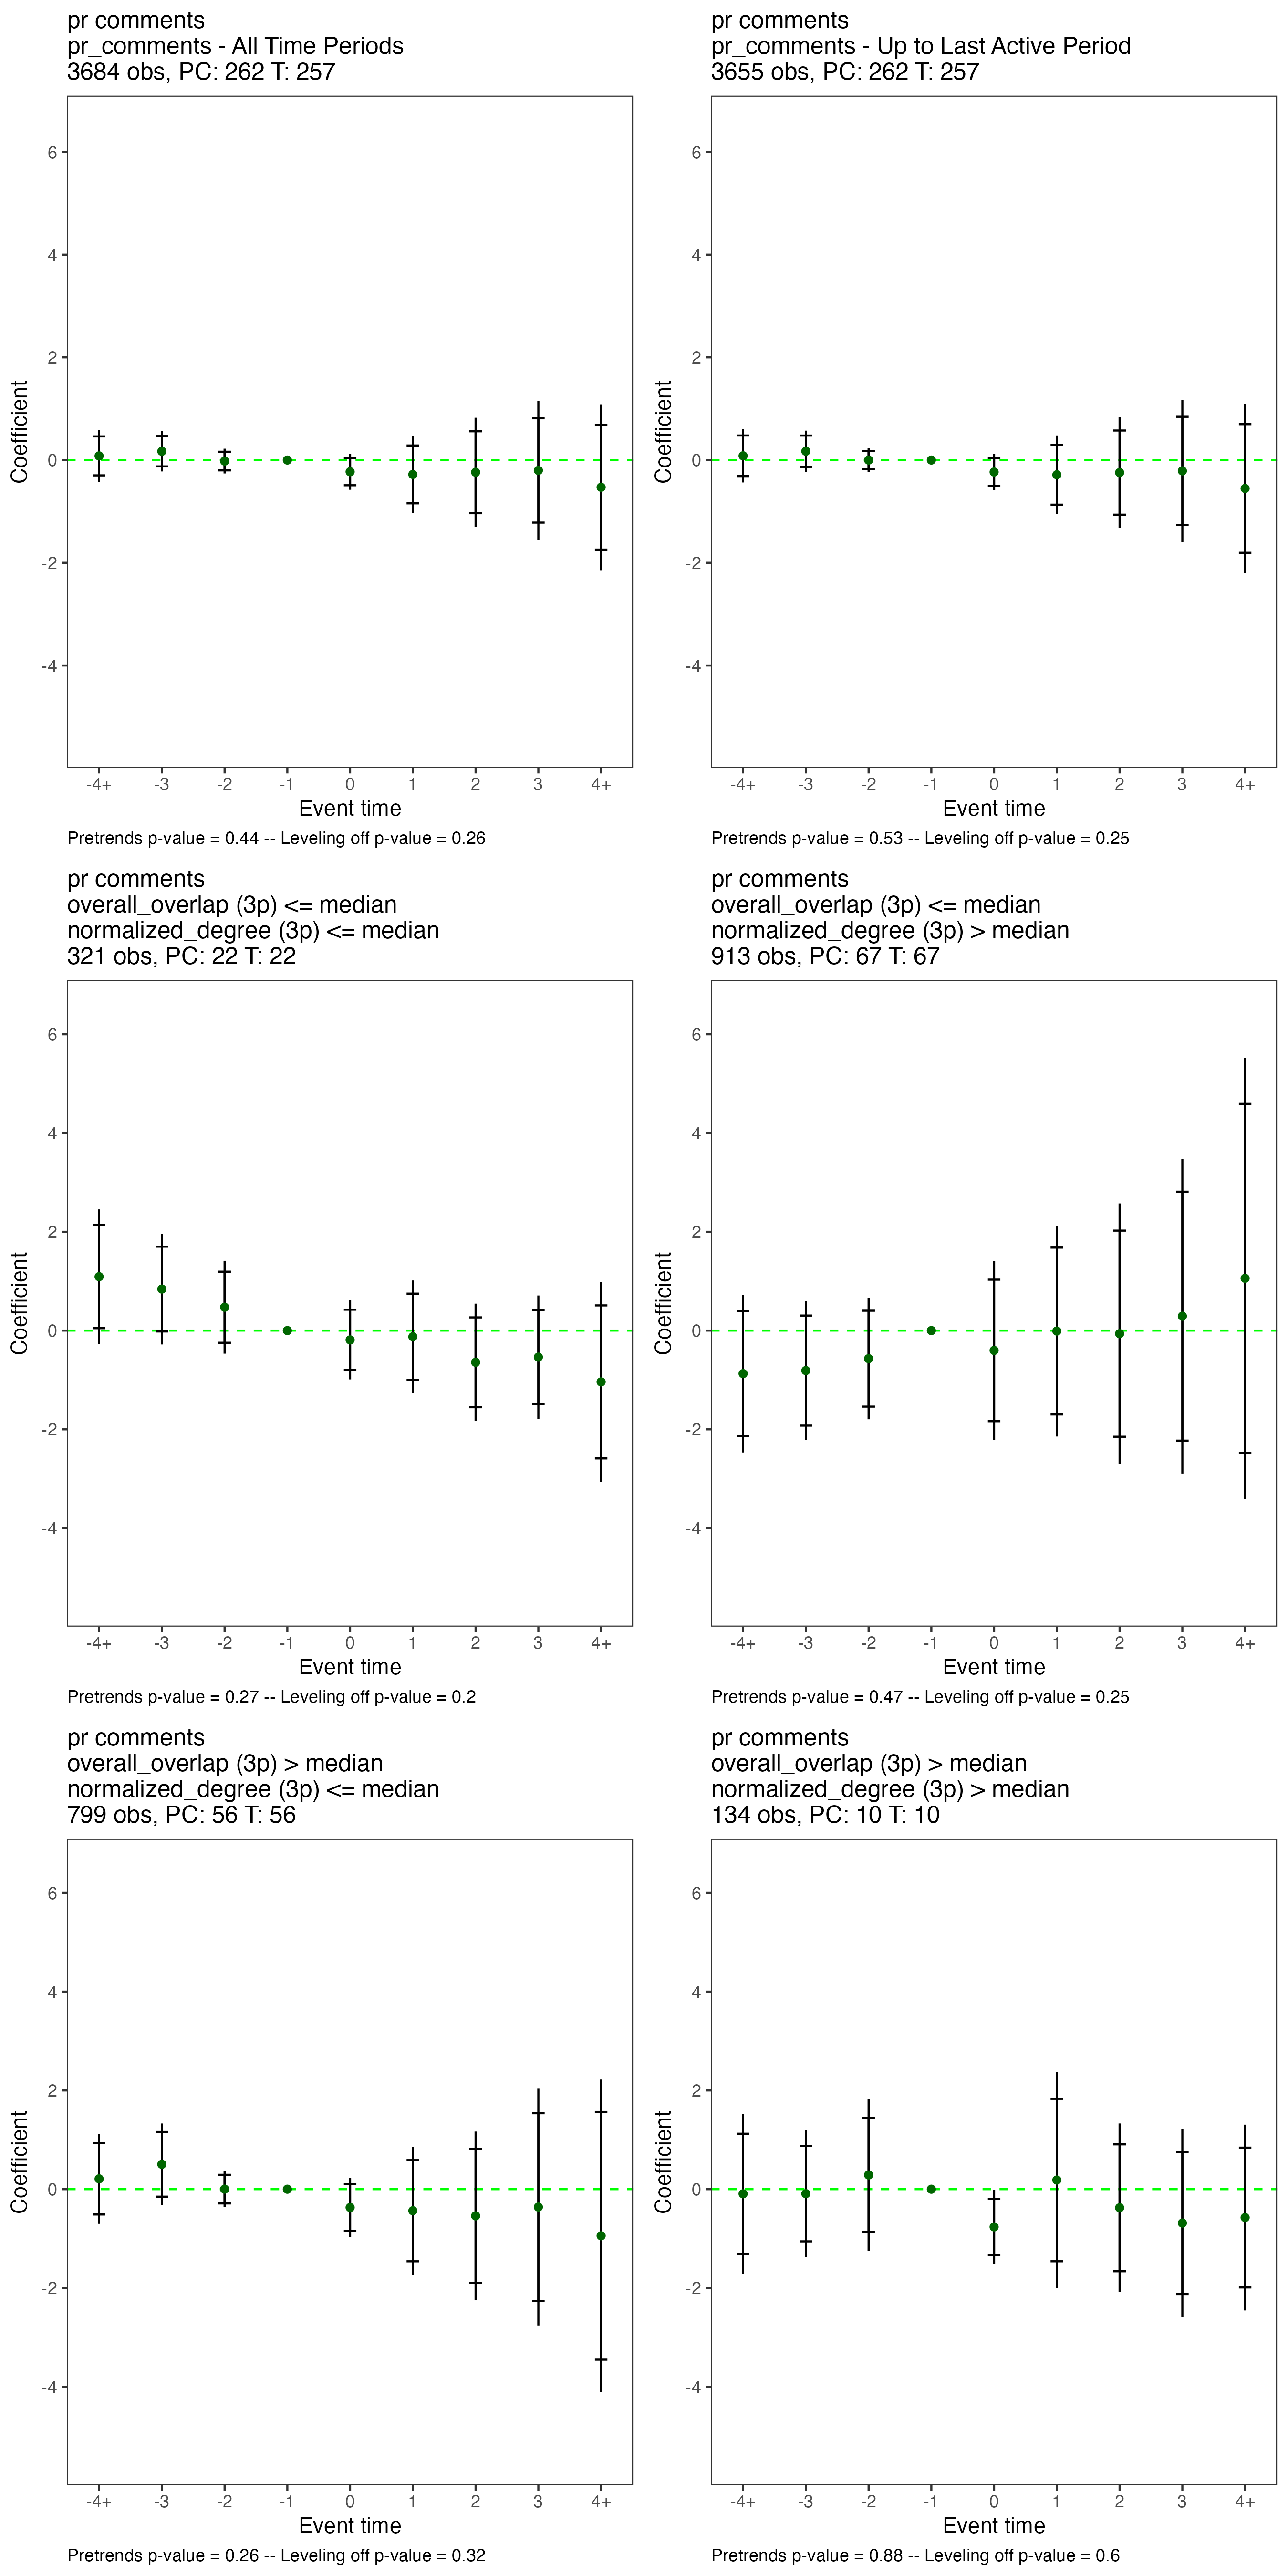 pr comments
pr_comments - All Time Periods
3684 obs, PC: 262 T: 257
6
4
2
0
-2
-4
Coefficient
-4+ -3 -2 -1 0 1 2 3 4+
Event time
Pretrends p-value = 0.44 -- Leveling off p-value = 0.26
pr comments
pr_comments - Up to Last Active Period
3655 obs, PC: 262 T: 257
6
4
2
0
-2
-4
Coefficient
-4+ -3 -2 -1 0 1 2 3 4+
Event time
Pretrends p-value = 0.53 -- Leveling off p-value = 0.25
pr comments
overall_overlap (3p) <= median
normalized_degree (3p) <= median
321 obs, PC: 22 T: 22
6
4
2
0
-2
-4
Coefficient
-4+ -3 -2 -1 0 1 2 3 4+
Event time
Pretrends p-value = 0.27 -- Leveling off p-value = 0.2
pr comments
overall_overlap (3p) <= median
normalized_degree (3p) > median
913 obs, PC: 67 T: 67
6
4
2
0
-2
-4
Coefficient
-4+ -3 -2 -1 0 1 2 3 4+
Event time
Pretrends p-value = 0.47 -- Leveling off p-value = 0.25
pr comments
overall_overlap (3p) > median
normalized_degree (3p) <= median
799 obs, PC: 56 T: 56
6
4
2
0
-2
-4
Coefficient
-4+ -3 -2 -1 0 1 2 3 4+
Event time
Pretrends p-value = 0.26 -- Leveling off p-value = 0.32
pr comments
overall_overlap (3p) > median
normalized_degree (3p) > median
134 obs, PC: 10 T: 10
6
4
2
0
-2
-4
Coefficient
-4+ -3 -2 -1 0 1 2 3 4+
Event time
Pretrends p-value = 0.88 -- Leveling off p-value = 0.6